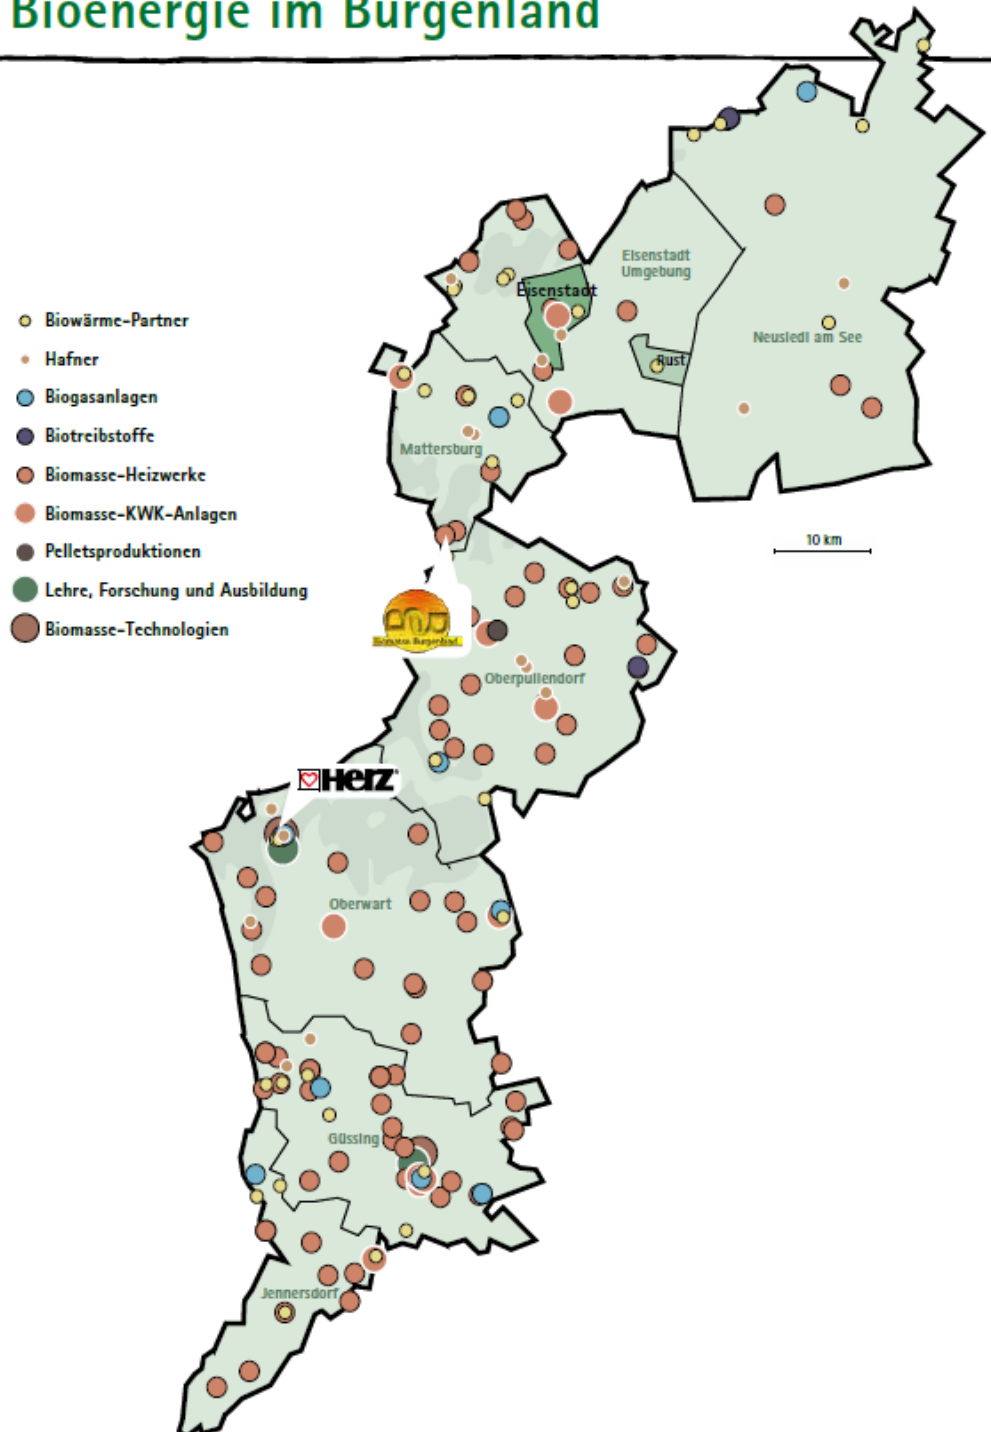 Bioenergie im Burgenland
Eisenstadt
Umgebung
Eisenstadt
Neusiedl am See
Rust
Biowärme-Partner
Hafner
Biogasanlagen
Biotreibstoffe
Biomasse-Heizwerke
Biomasse-KWK-Anlagen
Pelletsproduktionen
Lehre, Forschung und Ausbildung
Biomasse-Technologien
Mattersburg
10 km
Oberpullendorf
Herz
Oberwart
Güssing
Jennersdorf